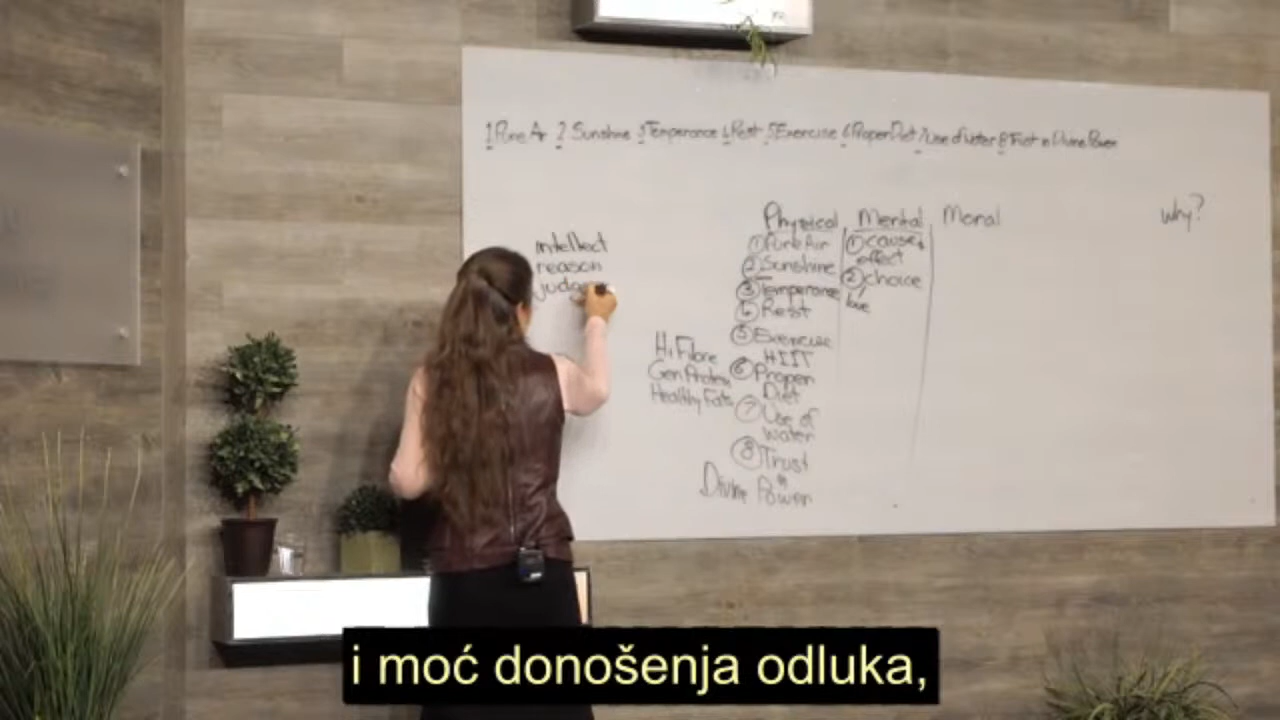 1 Pure Air 2 Sunshine 3 Temperance 4 Rest 5 Exercise 6 Proper Diet 7 Use of Water 8 Trust in Divine Power
why?
Physical Mental Moral
intellect
reason
① Pure Air
② Sunshine
③ Temperance
④ Rest
⑤ Exercise
HIIT
⑥ Proper
Diet
⑦ Use of
water
⑧ Trust
in
Divine Power
① cause &
effect
② choice
love
Hi Fibre
Gen Protein
Healthy Fats
i moć donošenja odluka,